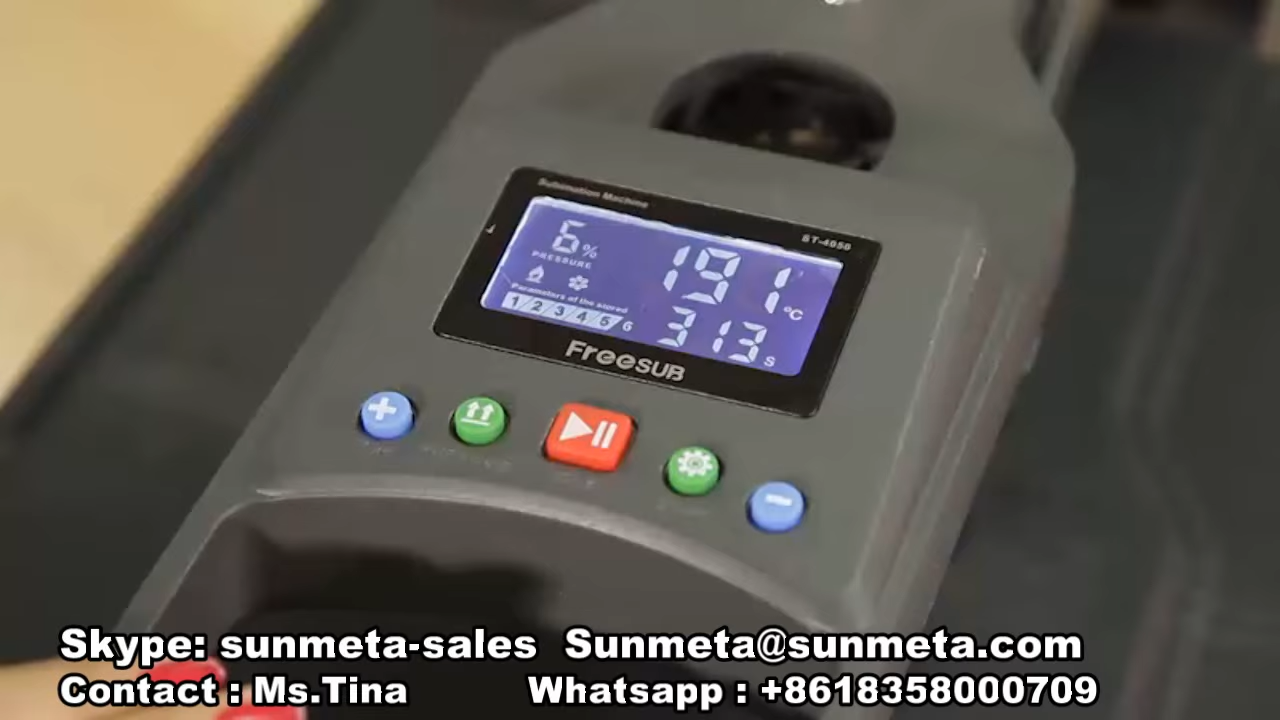 Sublimation Machine
ST-4050
6%
PRESSURE
191°C
Parameters of the stored
1 2 3 4 5 6
313 s
FreeSUB
Skype: sunmeta-sales Sunmeta@sunmeta.com
Contact : Ms.Tina Whatsapp : +8618358000709